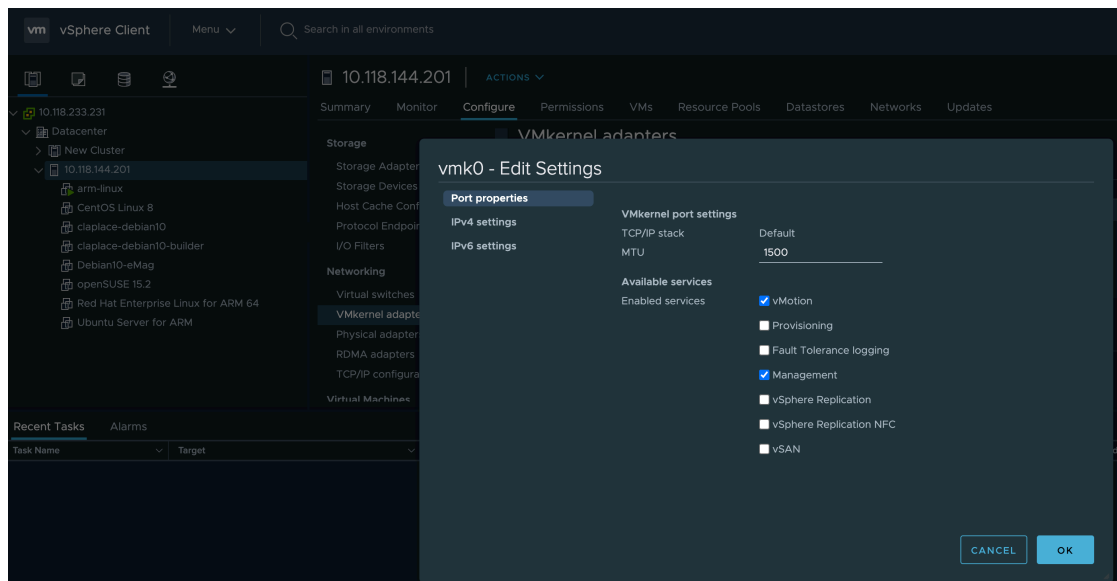 vm vSphere Client Menu Search in all environments
10.118.144.201 ACTIONS
Summary Monitor Configure Permissions VMs Resource Pools Datastores Networks Updates
10.118.233.231
Datacenter
New Cluster
10.118.144.201
arm-linux
CentOS Linux 8
claplace-debian10
claplace-debian10-builder
Debian10-eMag
openSUSE 15.2
Red Hat Enterprise Linux for ARM 64
Ubuntu Server for ARM
Storage
Storage Adapter
Storage Devices
Host Cache Conf
Protocol Endpoin
I/O Filters
Networking
Virtual switches
VMkernel adapte
Physical adapter
RDMA adapters
TCP/IP configura
Virtual Machines
VMkernel adapters
vmk0 - Edit Settings
Port properties
IPv4 settings
IPv6 settings
VMkernel port settings
TCP/IP stack Default
MTU 1500
Available services
Enabled services vMotion
Provisioning
Fault Tolerance logging
Management
vSphere Replication
vSphere Replication NFC
vSAN
CANCEL OK
Recent Tasks Alarms
Task Name Target